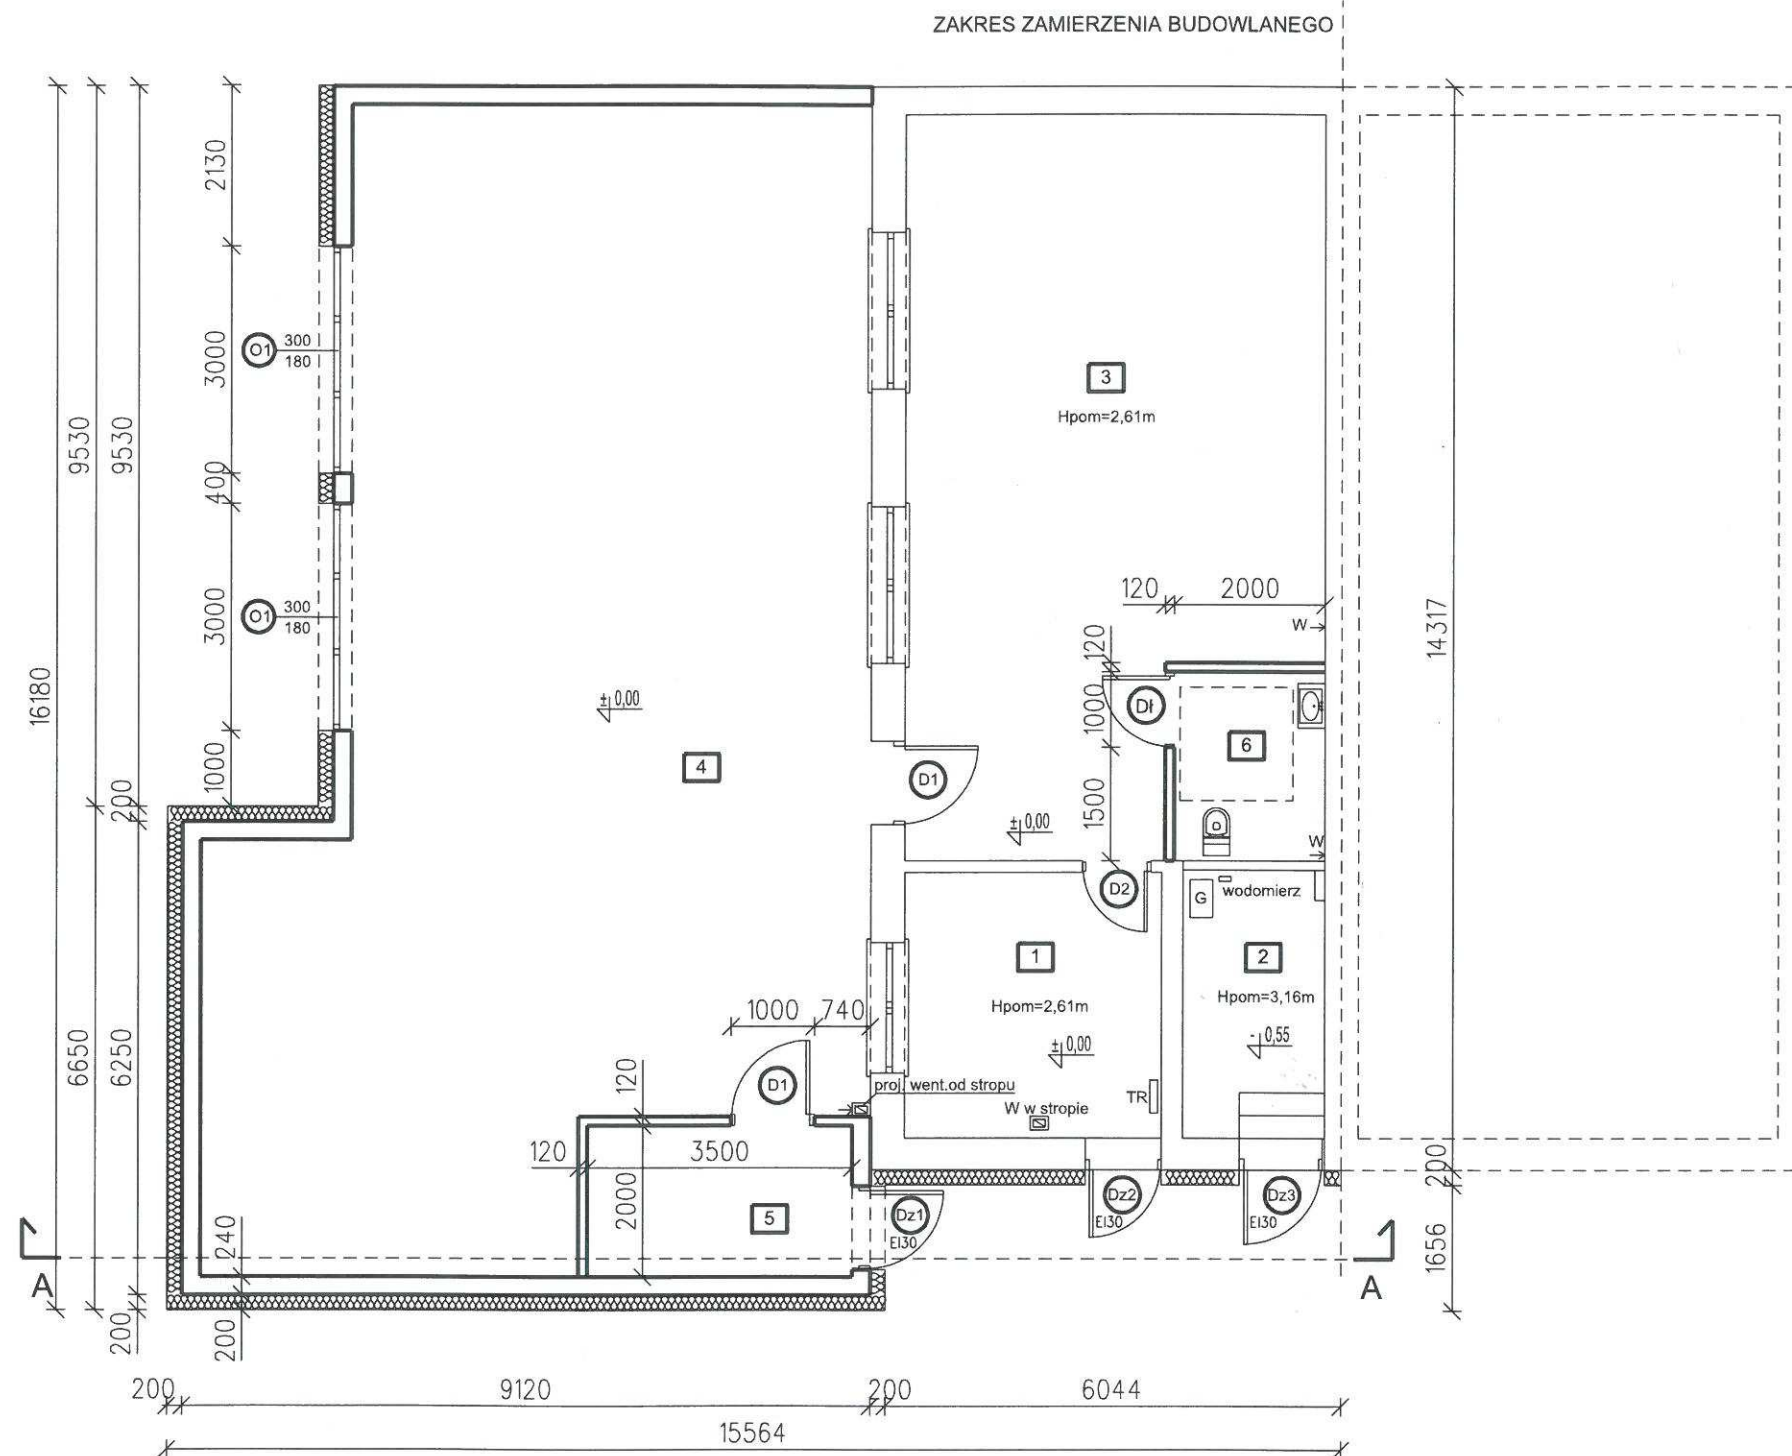 ZAKRES ZAMIERZENIA BUDOWLANEGO
2130
3000
400
3000
1000
9530
9530
16180
200
6650
6250
240
200
200
O1
300
180
O1
300
180
3
Hpom=2,61m
120
2000
W
120
1000
1500
14317
Dł
6
W
± 0,00
4
D1
± 0,00
D2
G
wodomierz
1
Hpom=2,61m
± 0,00
2
Hpom=3,16m
- 0,55
1000
740
120
D1
proj. went.od stropu
W w stropie
TR
120
3500
2000
5
Dz1
EI30
Dz2
EI30
Dz3
EI30
200
1656
A
A
200
9120
200
6044
15564